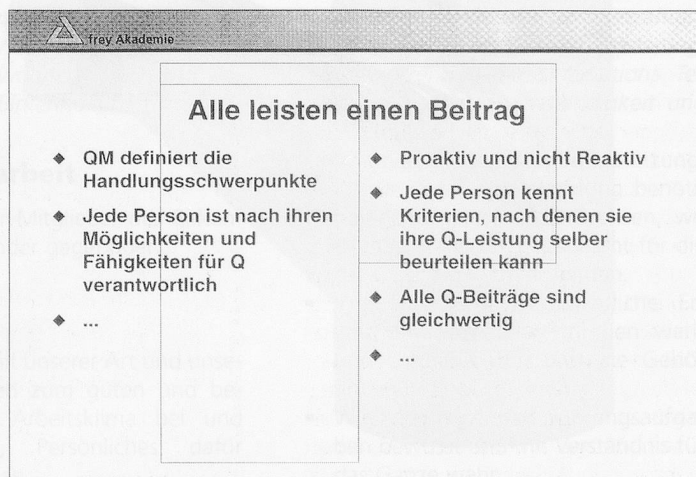 frey Akademie
Alle leisten einen Beitrag
◆ QM definiert die
Handlungsschwerpunkte
◆ Jede Person ist nach ihren
Möglichkeiten und
Fähigkeiten für Q
verantwortlich
◆ ...
◆ Proaktiv und nicht Reaktiv
◆ Jede Person kennt
Kriterien, nach denen sie
ihre Q-Leistung selber
beurteilen kann
◆ Alle Q-Beiträge sind
gleichwertig
◆ ...